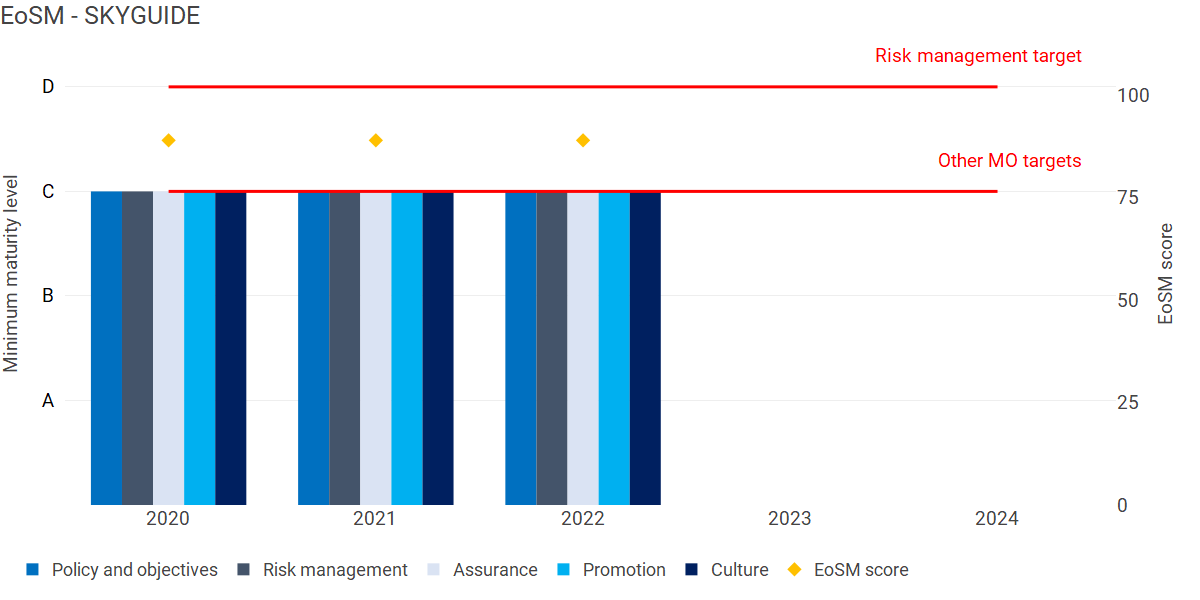 EoSM - SKYGUIDE
Risk management target
D
100
Other MO targets
C
75
Minimum maturity level
B
50
EoSM score
A
25
0
2020 2021 2022 2023 2024
Policy and objectives Risk management Assurance Promotion Culture EoSM score